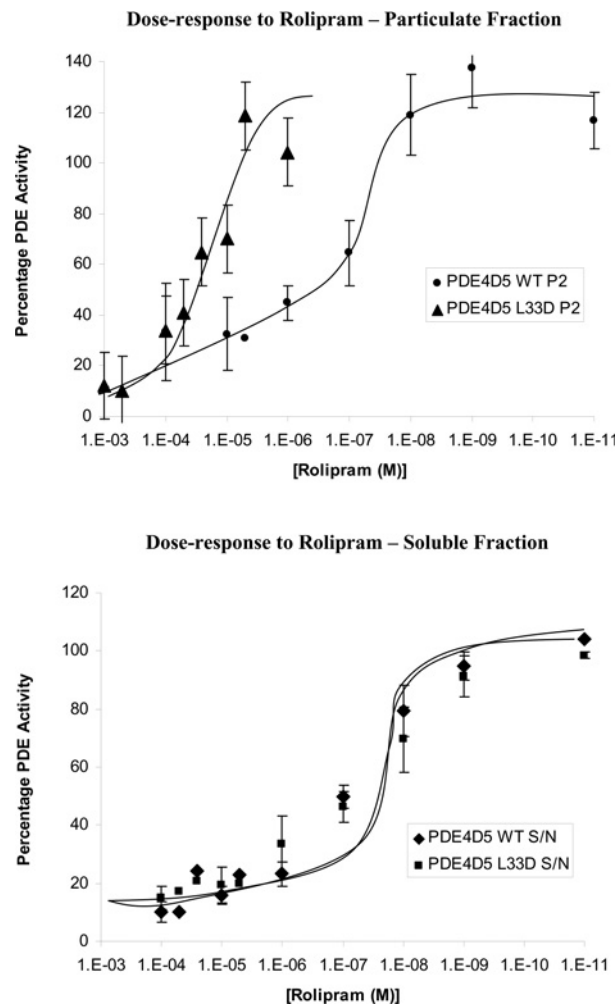 Dose-response to Rolipram – Particulate Fraction
140
120
100
80
60
40
20
0
Percentage PDE Activity
PDE4D5 WT P2
PDE4D5 L33D P2
1.E-03 1.E-04 1.E-05 1.E-06 1.E-07 1.E-08 1.E-09 1.E-10 1.E-11
[Rolipram (M)]
Dose-response to Rolipram – Soluble Fraction
120
100
80
60
40
20
0
Percentage PDE Activity
PDE4D5 WT S/N
PDE4D5 L33D S/N
1.E-03 1.E-04 1.E-05 1.E-06 1.E-07 1.E-08 1.E-09 1.E-10 1.E-11
[Rolipram (M)]